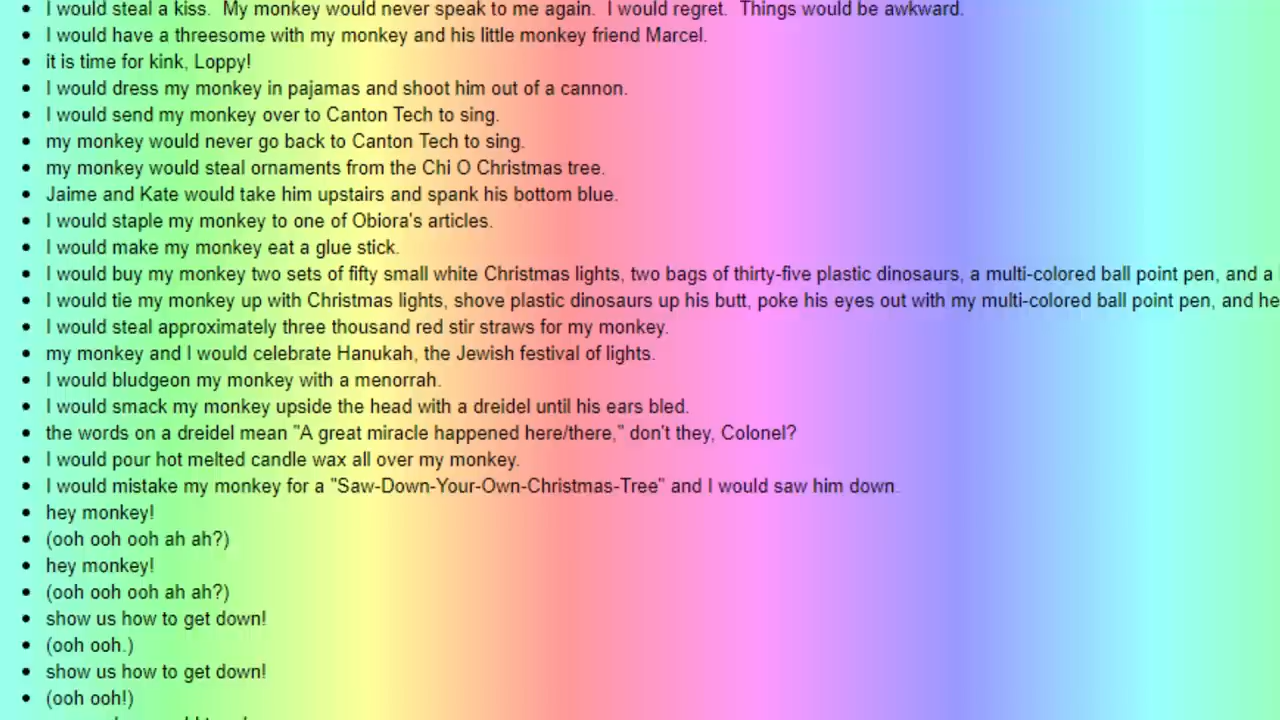 I would steal a kiss.  My monkey would never speak to me again.  I would regret.  Things would be awkward.
I would have a threesome with my monkey and his little monkey friend Marcel.
it is time for kink, Loppy!
I would dress my monkey in pajamas and shoot him out of a cannon.
I would send my monkey over to Canton Tech to sing.
my monkey would never go back to Canton Tech to sing.
my monkey would steal ornaments from the Chi O Christmas tree.
Jaime and Kate would take him upstairs and spank his bottom blue.
I would staple my monkey to one of Obiora's articles.
I would make my monkey eat a glue stick.
I would buy my monkey two sets of fifty small white Christmas lights, two bags of thirty-five plastic dinosaurs, a multi-colored ball point pen, and a
I would tie my monkey up with Christmas lights, shove plastic dinosaurs up his butt, poke his eyes out with my multi-colored ball point pen, and he
I would steal approximately three thousand red stir straws for my monkey.
my monkey and I would celebrate Hanukah, the Jewish festival of lights.
I would bludgeon my monkey with a menorrah.
I would smack my monkey upside the head with a dreidel until his ears bled.
the words on a dreidel mean "A great miracle happened here/there," don't they, Colonel?
I would pour hot melted candle wax all over my monkey.
I would mistake my monkey for a "Saw-Down-Your-Own-Christmas-Tree" and I would saw him down.
hey monkey!
(ooh ooh ooh ah ah?)
hey monkey!
(ooh ooh ooh ah ah?)
show us how to get down!
(ooh ooh.)
show us how to get down!
(ooh ooh!)